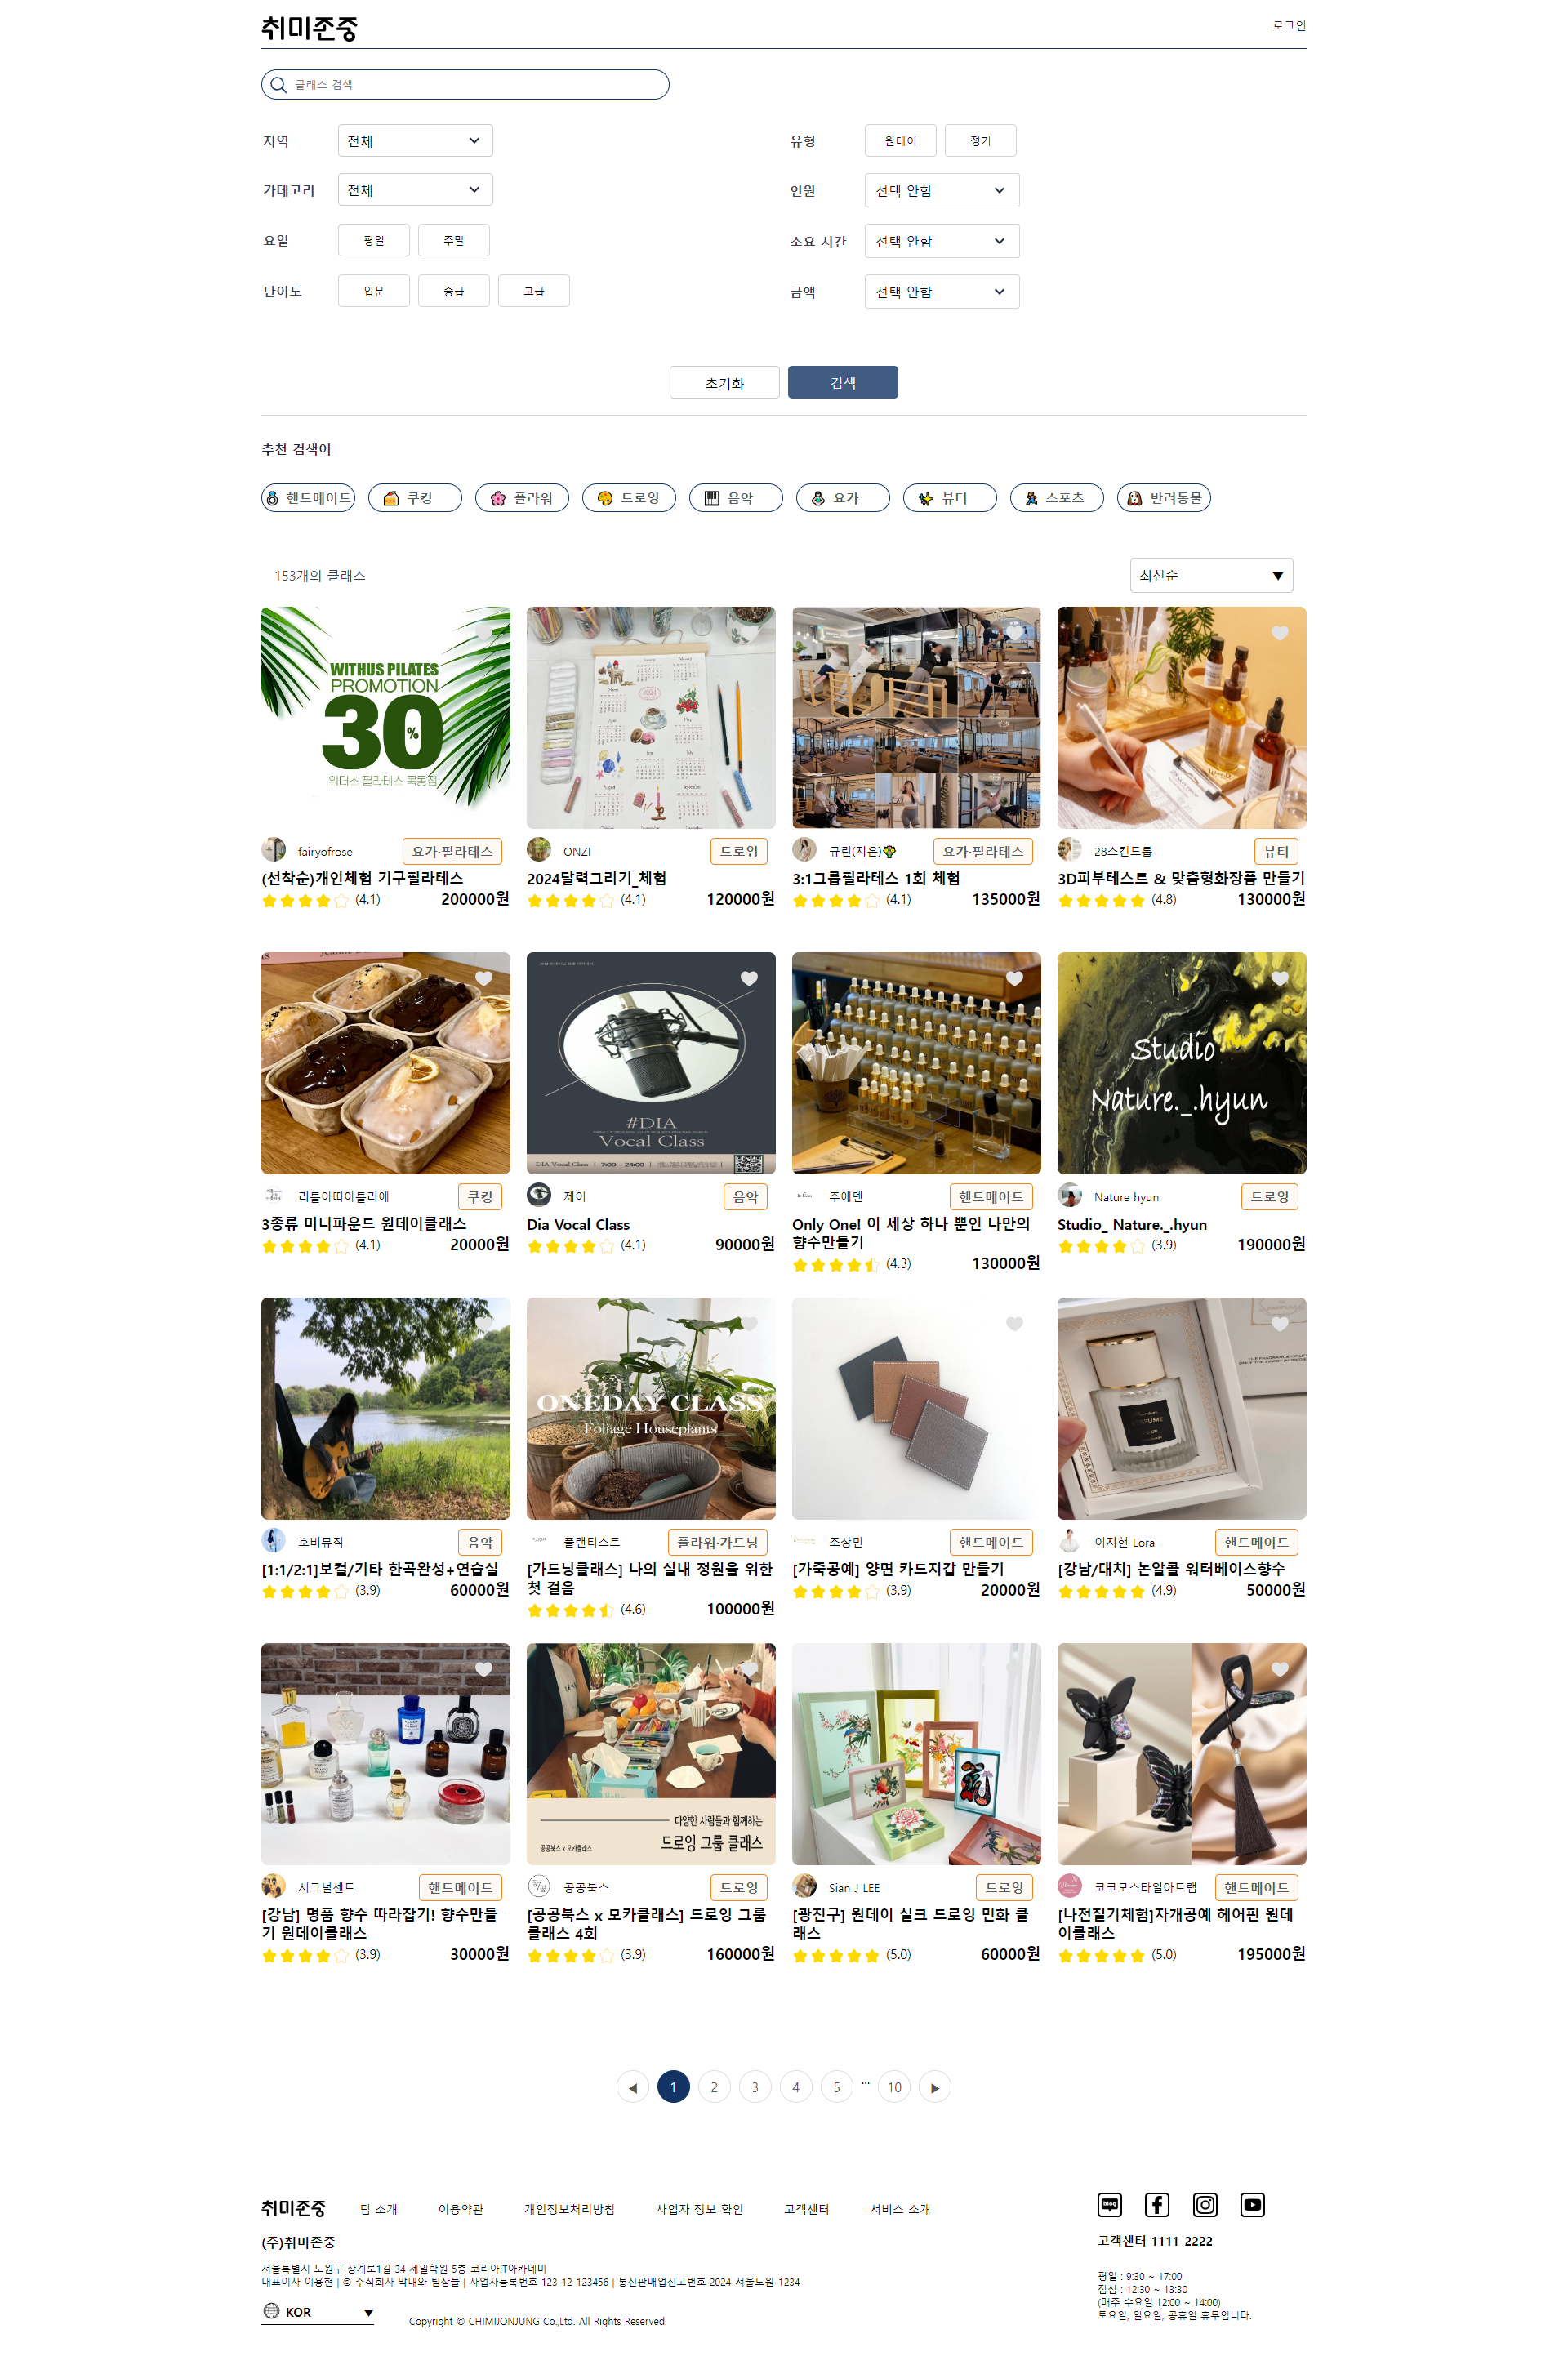 취미존중
로그인
클래스 검색
지역 전체
유형 원데이 정기
카테고리 전체
인원 선택 안함
요일 평일 주말
소요 시간 선택 안함
난이도 입문 중급 고급
금액 선택 안함
초기화 검색
추천 검색어
핸드메이드 쿠킹 플라워 드로잉 음악 요가 뷰티 스포츠 반려동물
153개의 클래스
최신순
WITHUS PILATES
PROMOTION
30%
위더스 필라테스 목동점
fairyofrose 요가·필라테스
(선착순)개인체험 기구필라테스
(4.1) 200000원
2024
ONZI 드로잉
2024달력그리기_체험
(4.1) 120000원
규린(지은) 요가·필라테스
3:1그룹필라테스 1회 체험
(4.1) 135000원
28스킨드롭 뷰티
3D피부테스트 & 맞춤형화장품 만들기
(4.8) 130000원
리틀아띠아틀리에 쿠킹
3종류 미니파운드 원데이클래스
(4.1) 20000원
#DIA
Vocal Class
DIA Vocal Class | 7:00 ~ 24:00 |
제이 음악
Dia Vocal Class
(4.1) 90000원
주에덴 핸드메이드
Only One! 이 세상 하나 뿐인 나만의
향수만들기
(4.3) 130000원
Studio
Nature._.hyun
Nature hyun 드로잉
Studio_ Nature._.hyun
(3.9) 190000원
호비뮤직 음악
[1:1/2:1]보컬/기타 한곡완성+연습실
(3.9) 60000원
ONEDAY CLASS
Foliage Houseplants
플랜티스트 플라워·가드닝
[가드닝클래스] 나의 실내 정원을 위한
첫 걸음
(4.6) 100000원
조상민 핸드메이드
[가죽공예] 양면 카드지갑 만들기
(3.9) 20000원
PERFUME
이지현 Lora 핸드메이드
[강남/대치] 논알콜 워터베이스향수
(4.9) 50000원
시그널센트 핸드메이드
[강남] 명품 향수 따라잡기! 향수만들
기 원데이클래스
(3.9) 30000원
다양한 사람들과 함께하는
공공북스 x 모카클래스 드로잉 그룹 클래스
공공북스 드로잉
[공공북스 x 모카클래스] 드로잉 그룹
클래스 4회
(3.9) 160000원
Sian J LEE 드로잉
[광진구] 원데이 실크 드로잉 민화 클
래스
(5.0) 60000원
코코모스타일아트랩 핸드메이드
[나전칠기체험]자개공예 헤어핀 원데
이클래스
(5.0) 195000원
◀ 1 2 3 4 5 ... 10 ▶
취미존중 팀 소개 이용약관 개인정보처리방침 사업자 정보 확인 고객센터 서비스 소개
blog
(주)취미존중
고객센터 1111-2222
서울특별시 노원구 상계로1길 34 세일학원 5층 코리아IT아카데미
대표이사 이용현 | © 주식회사 막내와 팀장들 | 사업자등록번호 123-12-123456 | 통신판매업신고번호 2024-서울노원-1234
평일 : 9:30 ~ 17:00
점심 : 12:30 ~ 13:30
(매주 수요일 12:00 ~ 14:00)
토요일, 일요일, 공휴일 휴무입니다.
KOR
Copyright © CHIMIJONJUNG Co.,Ltd. All Rights Reserved.